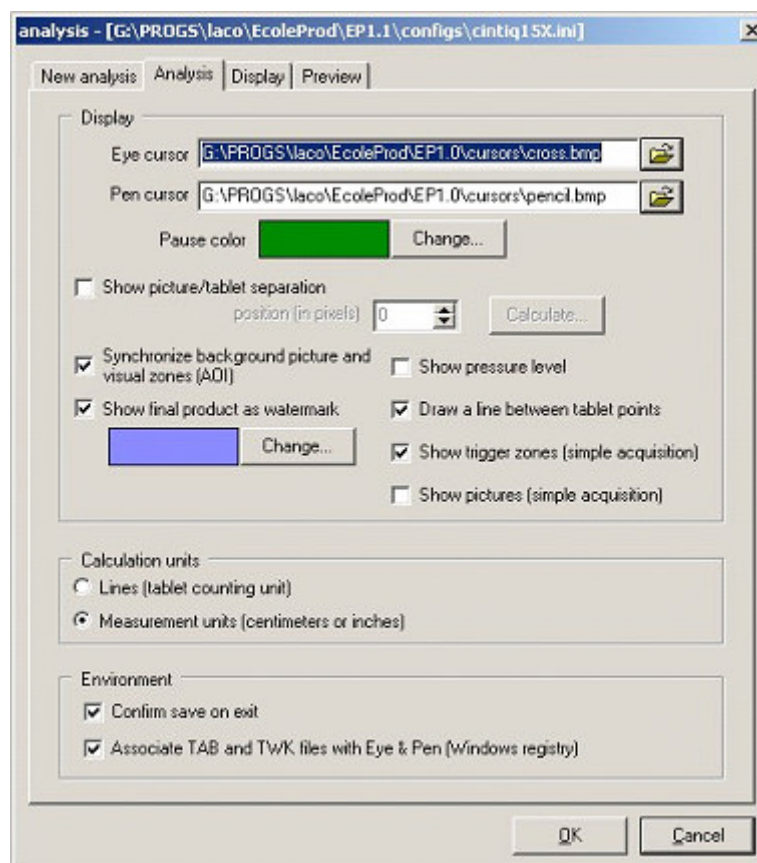 analysis - [G:\PROGS\laco\EcoleProd\EP1.1\configs\cintiq15X.ini]
New analysis Analysis Display Preview
Display
Eye cursor G:\PROGS\laco\EcoleProd\EP1.0\cursors\cross.bmp
Pen cursor G:\PROGS\laco\EcoleProd\EP1.0\cursors\pencil.bmp
Pause color Change...
Show picture/tablet separation
position (in pixels) 0 Calculate...
Synchronize background picture and
visual zones (AOI)
Show pressure level
Show final product as watermark
Draw a line between tablet points
Change...
Show trigger zones (simple acquisition)
Show pictures (simple acquisition)
Calculation units
Lines (tablet counting unit)
Measurement units (centimeters or inches)
Environment
Confirm save on exit
Associate TAB and TWK files with Eye & Pen (Windows registry)
OK Cancel